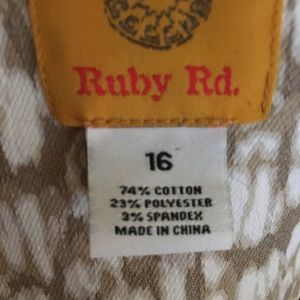 Ruby Rd.
16
74% COTTON
23% POLYESTER
3% SPANDEX
MADE IN CHINA